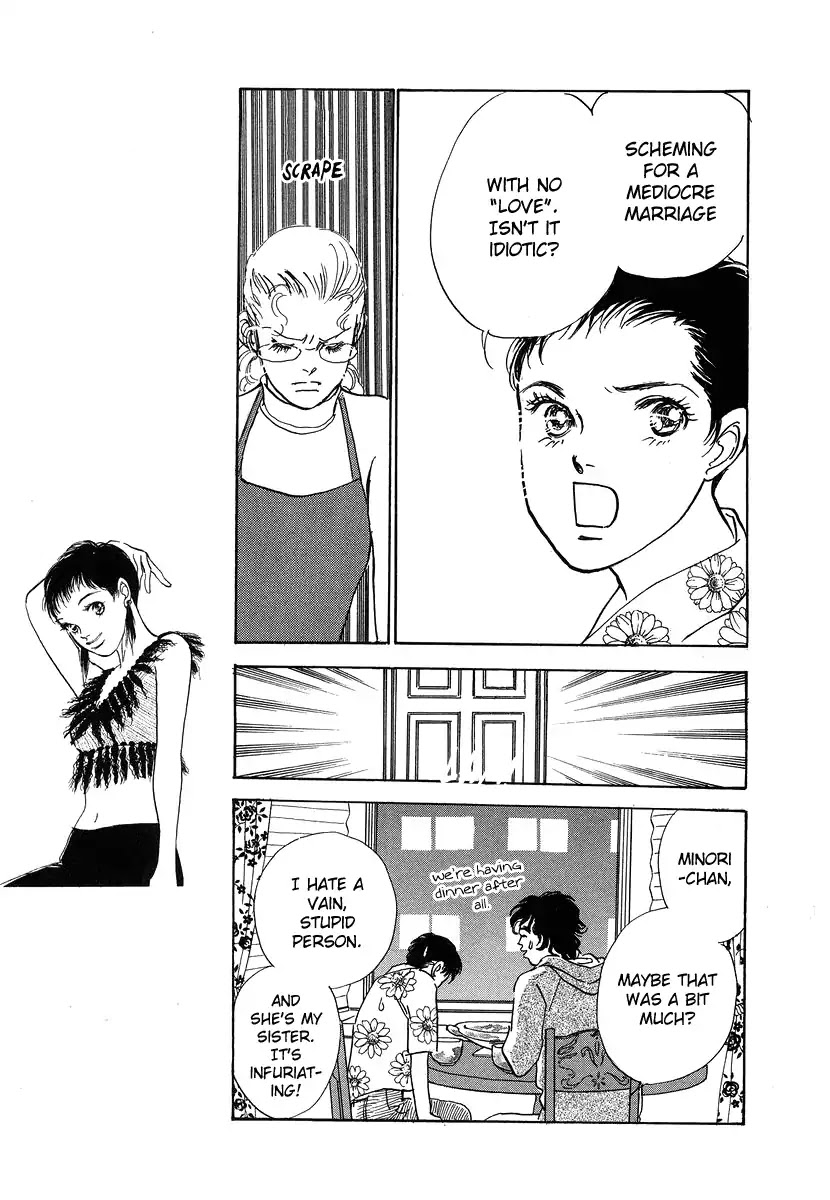 SCHEMING
FOR A
MEDIOCRE
MARRIAGE
WITH NO
"LOVE".
ISN'T IT
IDIOTIC?
SCRAPE
MINORI
-CHAN,
MAYBE THAT
WAS A BIT
MUCH?
we're having
dinner after
all.
I HATE A
VAIN,
STUPID
PERSON.
AND
SHE'S MY
SISTER.
IT'S
INFURIAT-
ING!